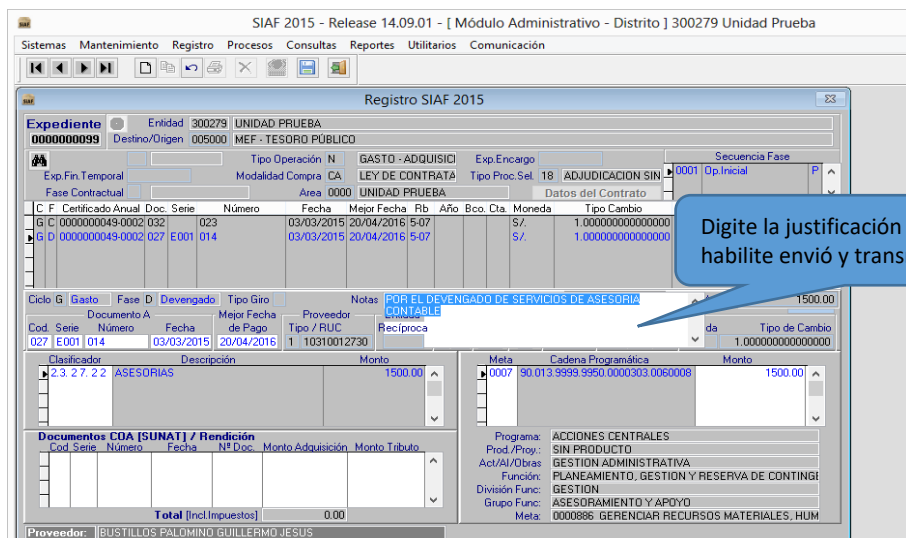 SIAF 2015 - Release 14.09.01 - [ Módulo Administrativo - Distrito ] 300279 Unidad Prueba
Sistemas Mantenimiento Registro Procesos Consultas Reportes Utilitarios Comunicación
Registro SIAF 2015
Expediente Entidad 300279 UNIDAD PRUEBA
0000000099 Destino/Origen 005000 MEF - TESORO PÚBLICO
Tipo Operación N GASTO - ADQUISICI Exp.Encargo Secuencia Fase
Exp.Fin.Temporal Modalidad Compra CA LEY DE CONTRATA Tipo Proc.Sel. 18 ADJUDICACION SIN 0001 Op.Inicial P
Fase Contractual Area 0000 UNIDAD PRUEBA Datos del Contrato
C F Certificado Anual Doc. Serie Número Fecha Mejor Fecha Rb Año Bco. Cta. Moneda Tipo Cambio
G C 0000000049-0002 032 023 03/03/2015 20/04/2016 5-07 S/. 1.000000000000000
G D 0000000049-0002 027 E001 014 03/03/2015 20/04/2016 5-07 S/. 1.000000000000000
Digite la justificación
habilite envió y trans
Ciclo G Gasto Fase D Devengado Tipo Giro Notas POR EL DEVENGADO DE SERVICIOS DE ASESORIA 1500.00
CONTABLE
Documento A Mejor Fecha Proveedor
Cod. Serie Número Fecha de Pago Tipo / RUC Recíproca da Tipo de Cambio
027 E001 014 03/03/2015 20/04/2016 1 10310012730 1.000000000000000
Clasificador Descripción Monto Meta Cadena Programática Monto
2.3. 2 7. 2 2 ASESORIAS 1500.00 0007 90.013.9999.9950.0000303.0060008 1500.00
Documentos COA [SUNAT] / Rendición
Cod Serie Número Fecha Nº Doc. Monto Adquisición Monto Tributo
Total [Incl.Impuestos] 0.00
Programa: ACCIONES CENTRALES
Prod./Proy.: SIN PRODUCTO
Act/AI/Obras GESTION ADMINISTRATIVA
Función: PLANEAMIENTO, GESTION Y RESERVA DE CONTINGE
División Func: GESTION
Grupo Func: ASESORAMIENTO Y APOYO
Meta: 0000886 GERENCIAR RECURSOS MATERIALES, HUM
Proveedor: BUSTILLOS PALOMINO GUILLERMO JESUS